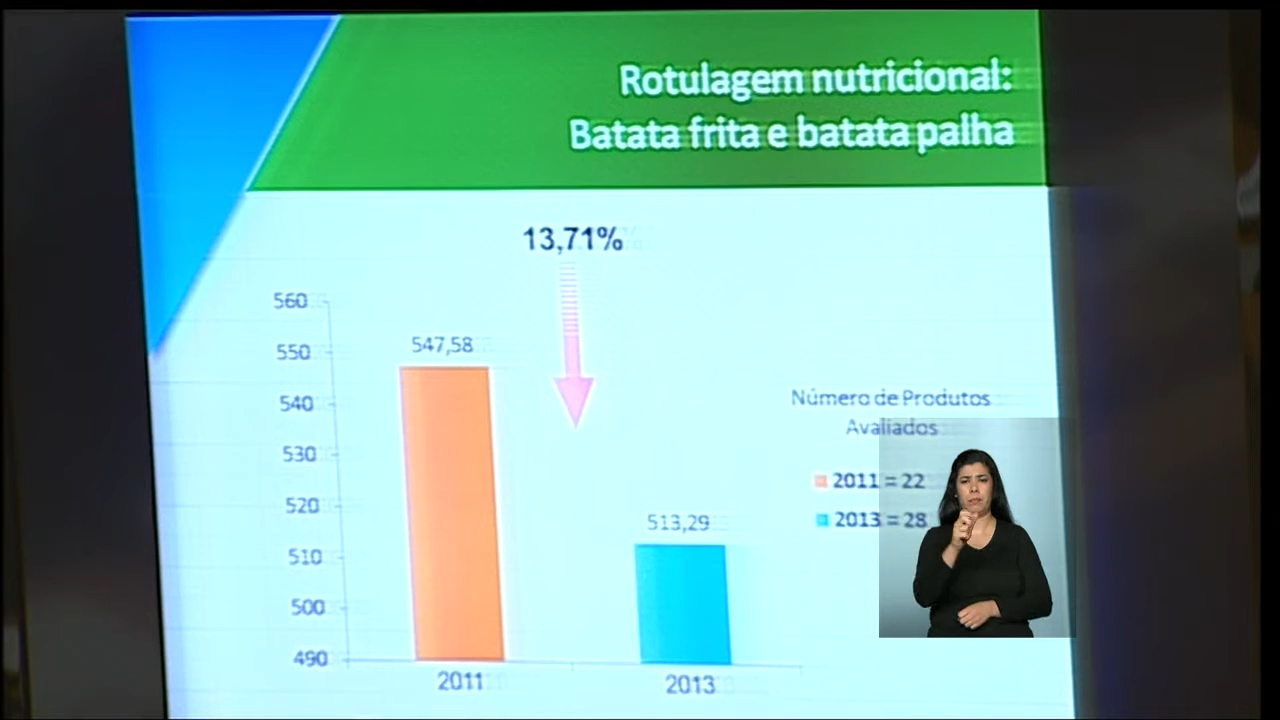 Rotulagem nutricional:
Batata frita e batata palha
13,71%
560
550
540
530
520
510
500
490
547,58
513,29
2011
2013
Número de Produtos
Avaliados
2011 = 22
2013 = 28